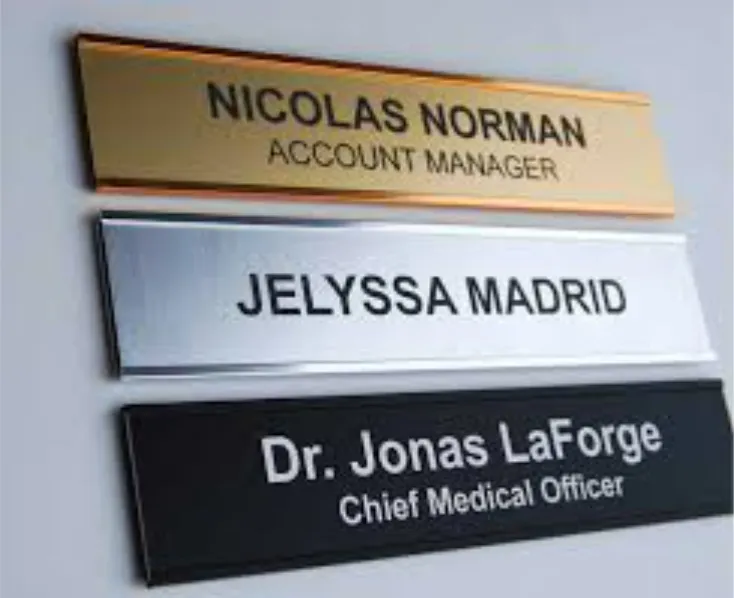 NICOLAS NORMAN
ACCOUNT MANAGER
JELYSSA MADRID
Dr. Jonas LaForge
Chief Medical Officer